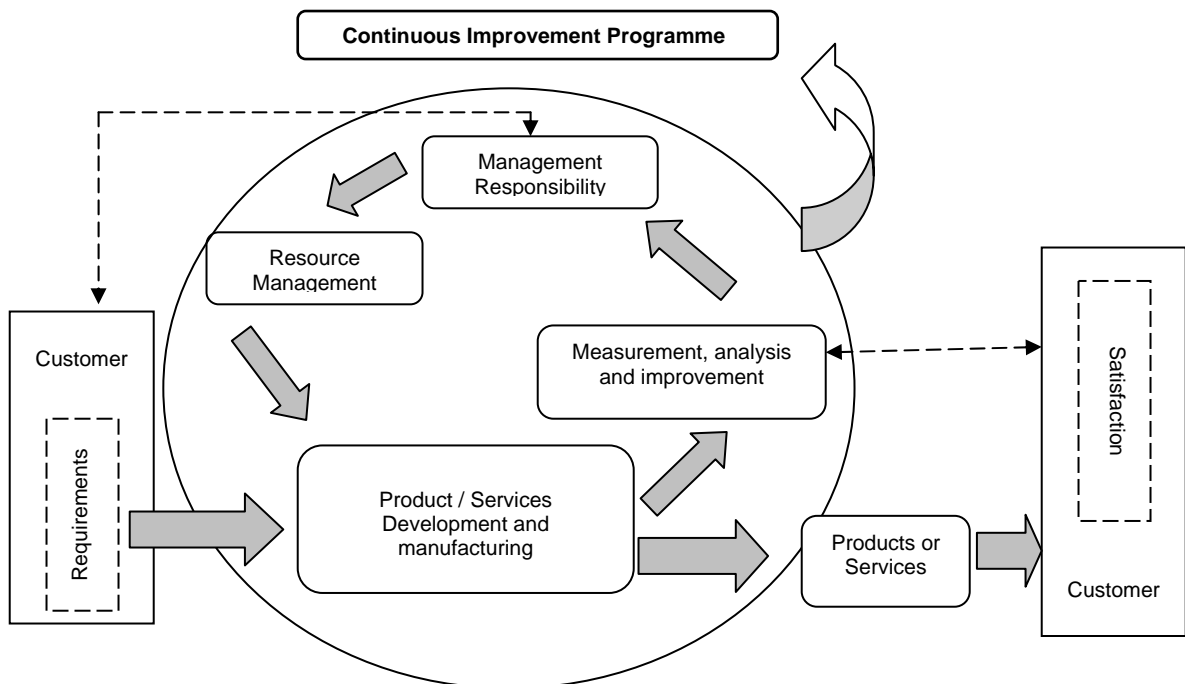 Continuous Improvement Programme
Management
Responsibility
Resource
Management
Customer
Requirements
Measurement, analysis
and improvement
Product / Services
Development and
manufacturing
Products or
Services
Satisfaction
Customer